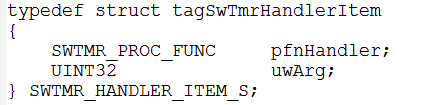 typedef struct tagSwTmrHandlerItem
{
    SWTMR_PROC_FUNC     pfnHandler;
    UINT32              uwArg;
} SWTMR_HANDLER_ITEM_S;